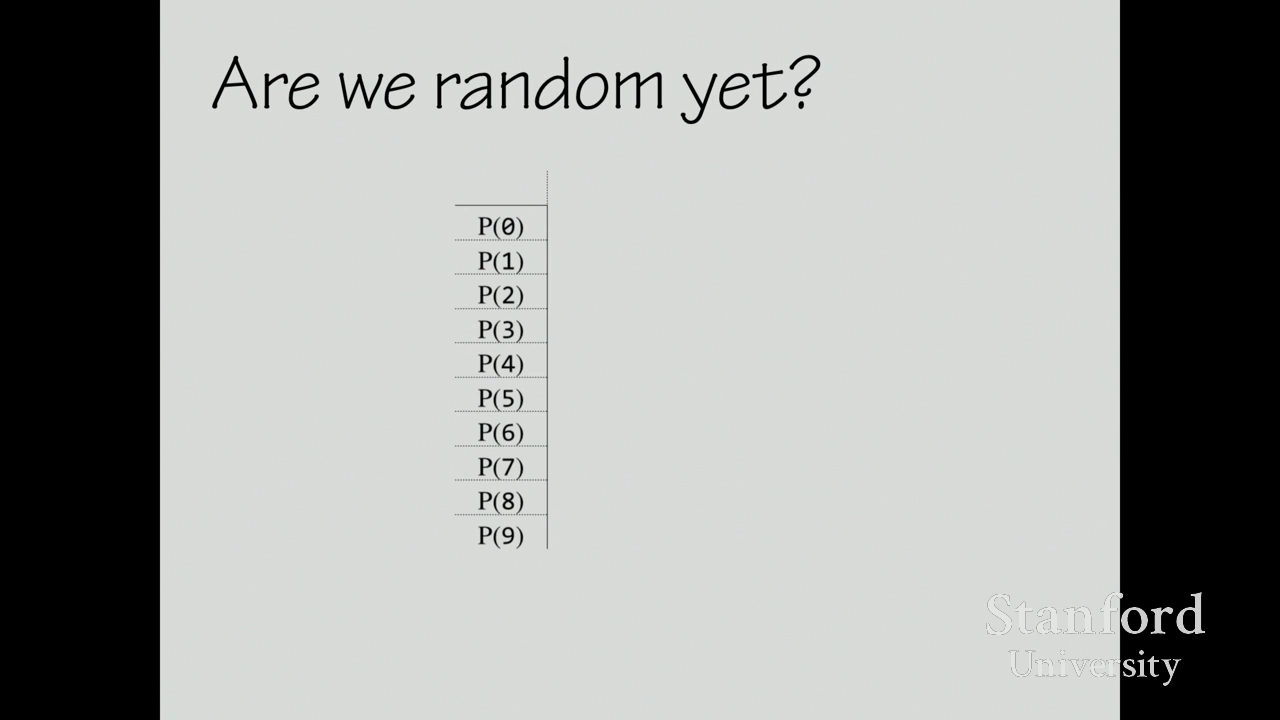 Are we random yet?
P(0)
P(1)
P(2)
P(3)
P(4)
P(5)
P(6)
P(7)
P(8)
P(9)
Stanford
University